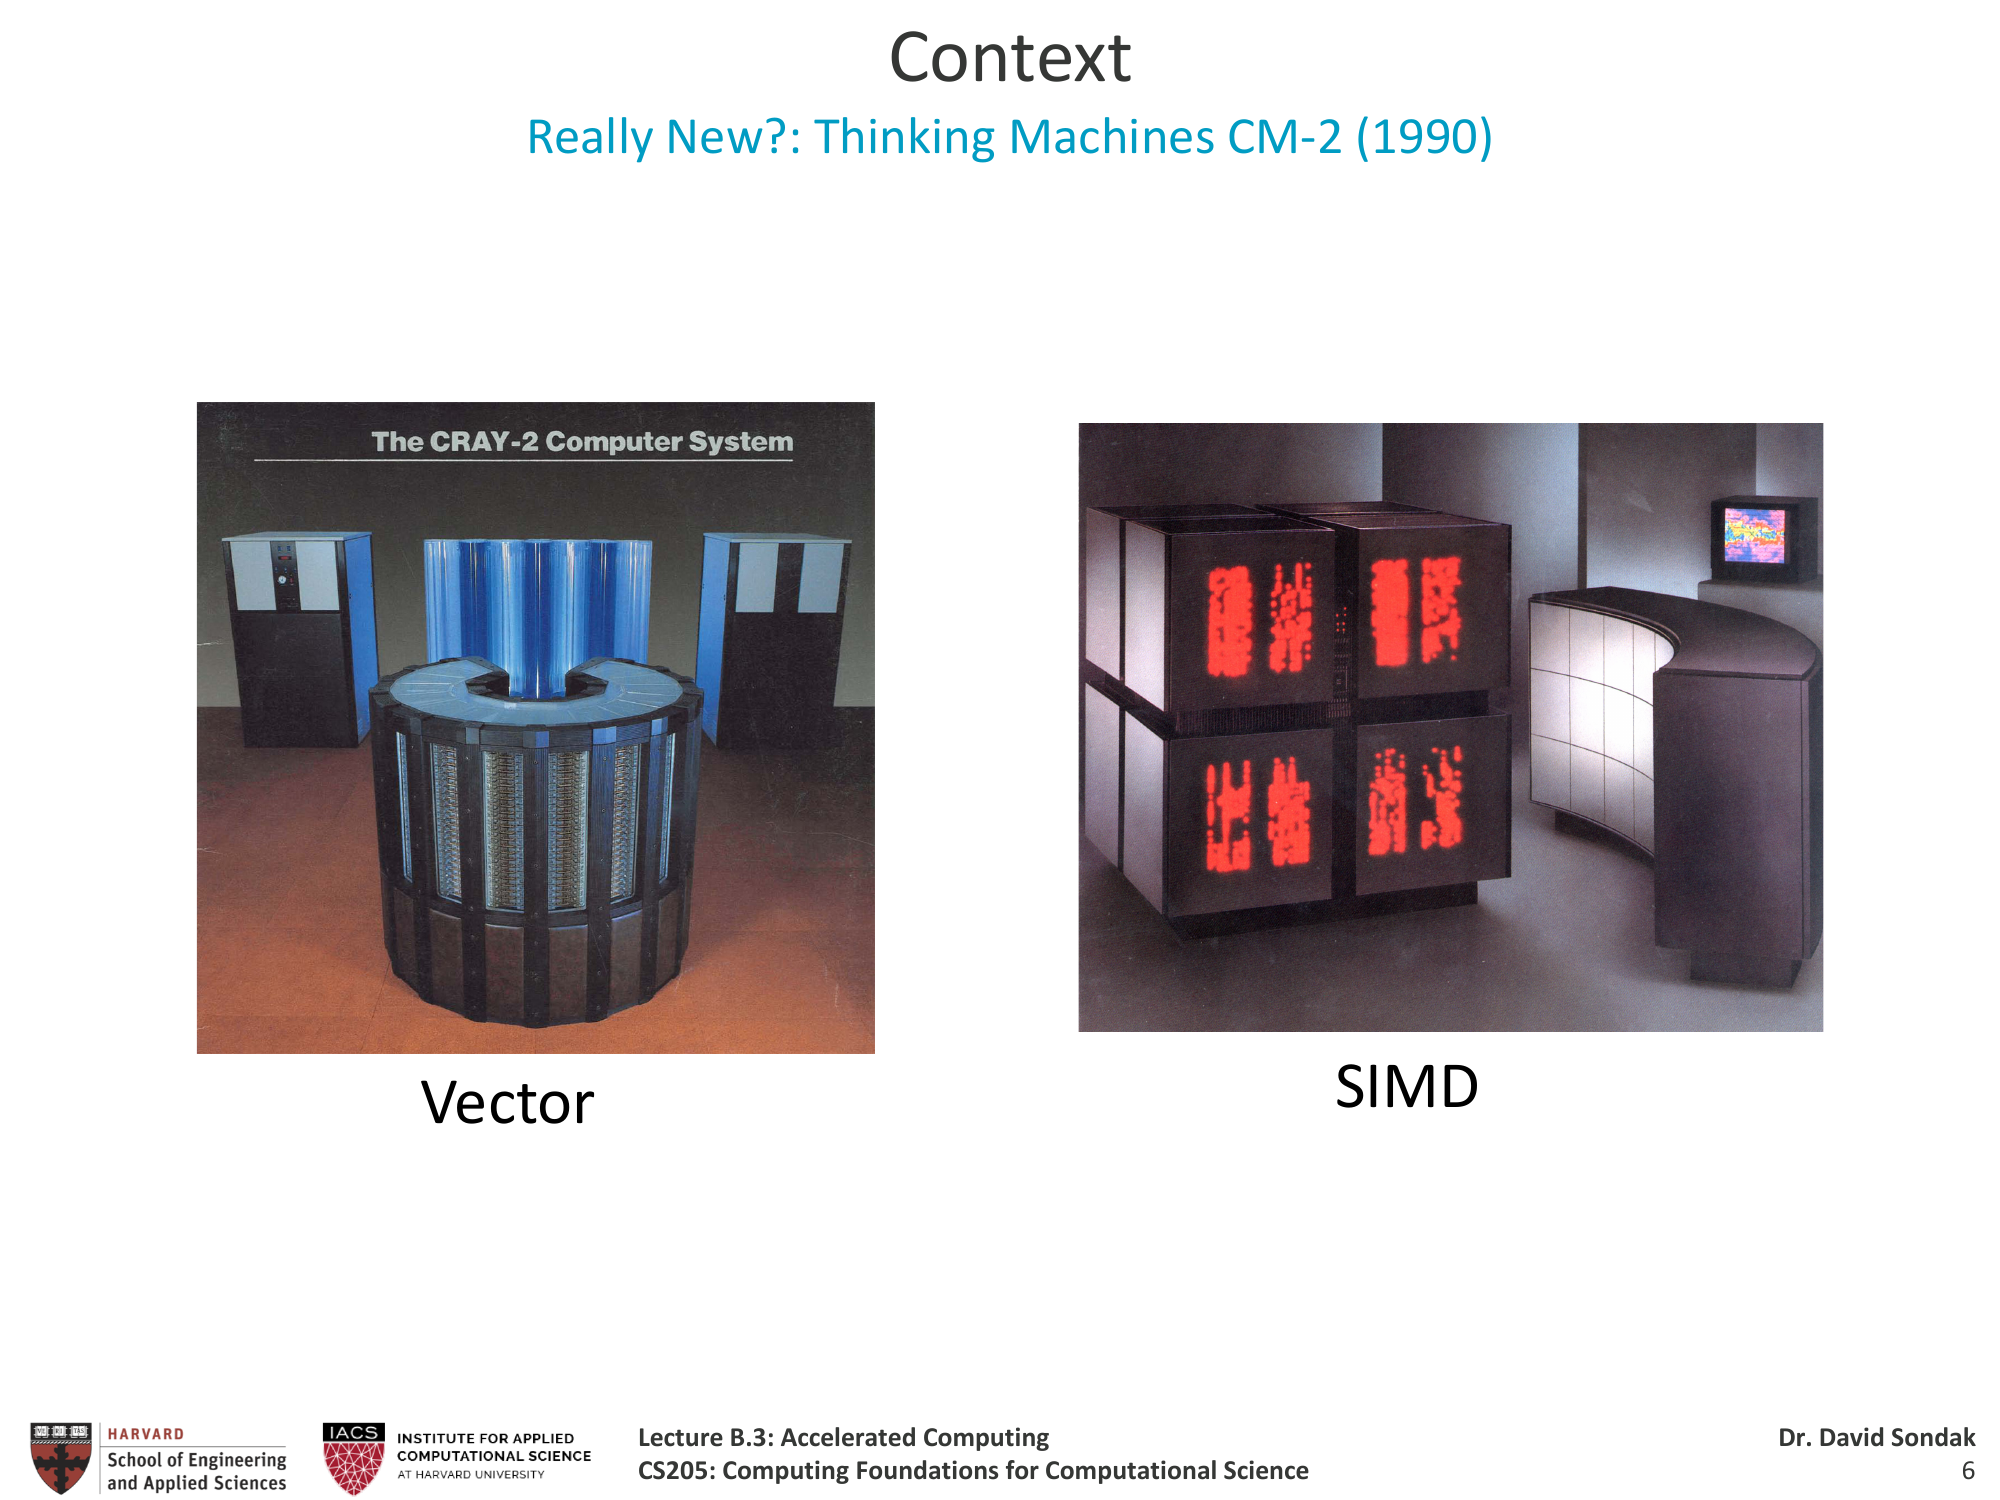 Context
Really New?: Thinking Machines CM-2 (1990)
The CRAY-2 Computer System
Vector
SIMD
HARVARD
School of Engineering
and Applied Sciences
IACS
INSTITUTE FOR APPLIED
COMPUTATIONAL SCIENCE
AT HARVARD UNIVERSITY
Lecture B.3: Accelerated Computing
CS205: Computing Foundations for Computational Science
Dr. David Sondak
6